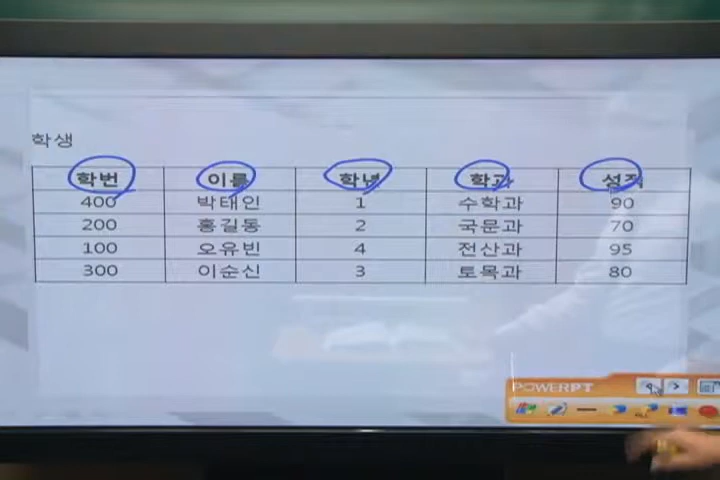 학생
학번 이름 학년 학과 성적
400 박태인 1 수학과 90
200 홍길동 2 국문과 70
100 오유빈 4 전산과 95
300 이순신 3 토목과 80
POWERPT